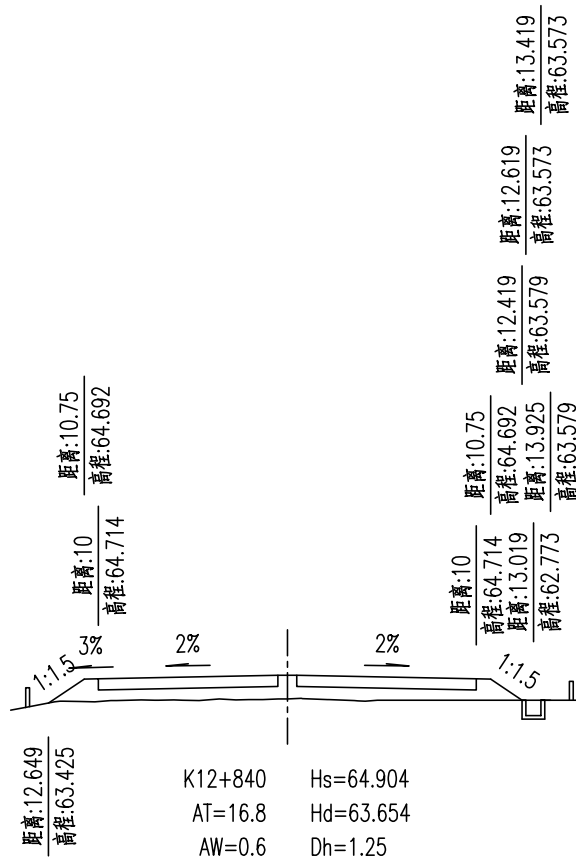 距离:13.419
高程:63.573
距离:12.619
高程:63.573
距离:12.419
高程:63.579
距离:10.75
高程:64.692
距离:10.75
高程:64.692
距离:13.925
高程:63.579
距离:10
高程:64.714
距离:10
高程:64.714
距离:13.019
高程:62.773
1:1.5
3%
2%
2%
1:1.5
距离:12.649
高程:63.425
K12+840
Hs=64.904
AT=16.8
Hd=63.654
AW=0.6
Dh=1.25